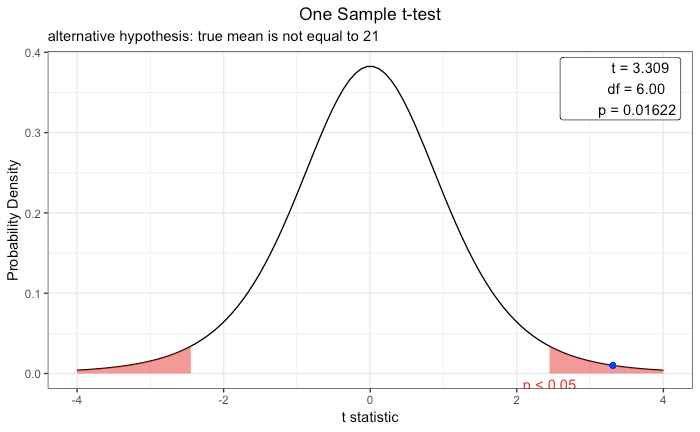 One Sample t-test
alternative hypothesis: true mean is not equal to 21
0.4
0.3
0.2
0.1
0.0
Probability Density
t = 3.309
df = 6.00
p = 0.01622
p < 0.05
-4
-2
0
2
4
t statistic